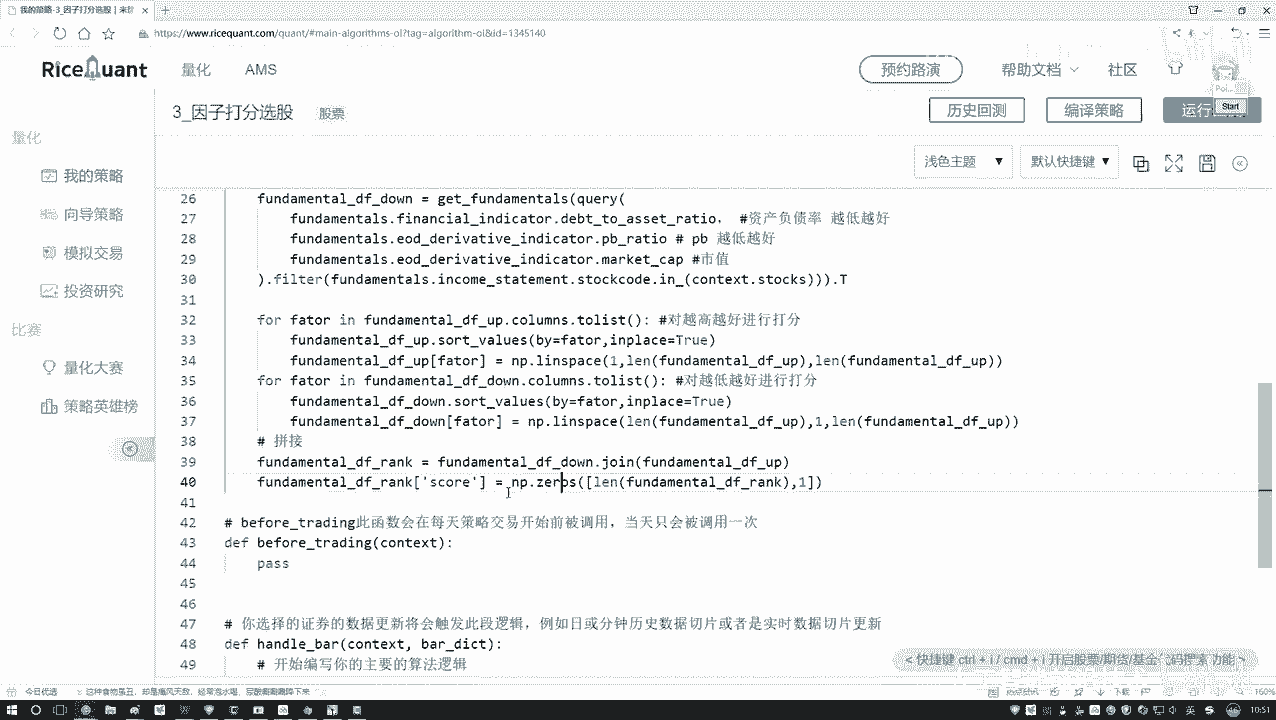 我的策略-3_因子打分选股 | 米
https://www.ricequant.com/quant/#main-algorithms-ol?tag=algorithm-ol&id=1345140
RiceQuant 量化 AMS 预约路演 帮助文档 社区
3_因子打分选股 股票 历史回测 编译策略 运行
Start
浅色主题 默认快捷键
量化
我的策略
向导策略
模拟交易
投资研究
比赛
量化大赛
策略英雄榜
26 fundamental_df_down = get_fundamentals(query(
27 fundamentals.financial_indicator.debt_to_asset_ratio, #资产负债率 越低越好
28 fundamentals.eod_derivative_indicator.pb_ratio # pb 越低越好
29 fundamentals.eod_derivative_indicator.market_cap #市值
30 ).filter(fundamentals.income_statement.stockcode.in_(context.stocks))).T
31
32 for fator in fundamental_df_up.columns.tolist(): #对越高越好进行打分
33 fundamental_df_up.sort_values(by=fator,inplace=True)
34 fundamental_df_up[fator] = np.linspace(1,len(fundamental_df_up),len(fundamental_df_up))
35 for fator in fundamental_df_down.columns.tolist(): #对越低越好进行打分
36 fundamental_df_down.sort_values(by=fator,inplace=True)
37 fundamental_df_down[fator] = np.linspace(len(fundamental_df_up),1,len(fundamental_df_up))
38 # 拼接
39 fundamental_df_rank = fundamental_df_down.join(fundamental_df_up)
40 fundamental_df_rank['score'] = np.zeros([len(fundamental_df_rank),1])
41
42 # before_trading此函数会在每天策略交易开始前被调用，当天只会被调用一次
43 def before_trading(context):
44 pass
45
46
47 # 你选择的证券的数据更新将会触发此段逻辑，例如日或分钟历史数据切片或者是实时数据切片更新
48 def handle_bar(context, bar_dict):
49 # 开始编写你的主要的算法逻辑
< 快捷键 ctrl + i / cmd + i 开启股票/期货/基金
今日优选
下载
160%
英
10:51